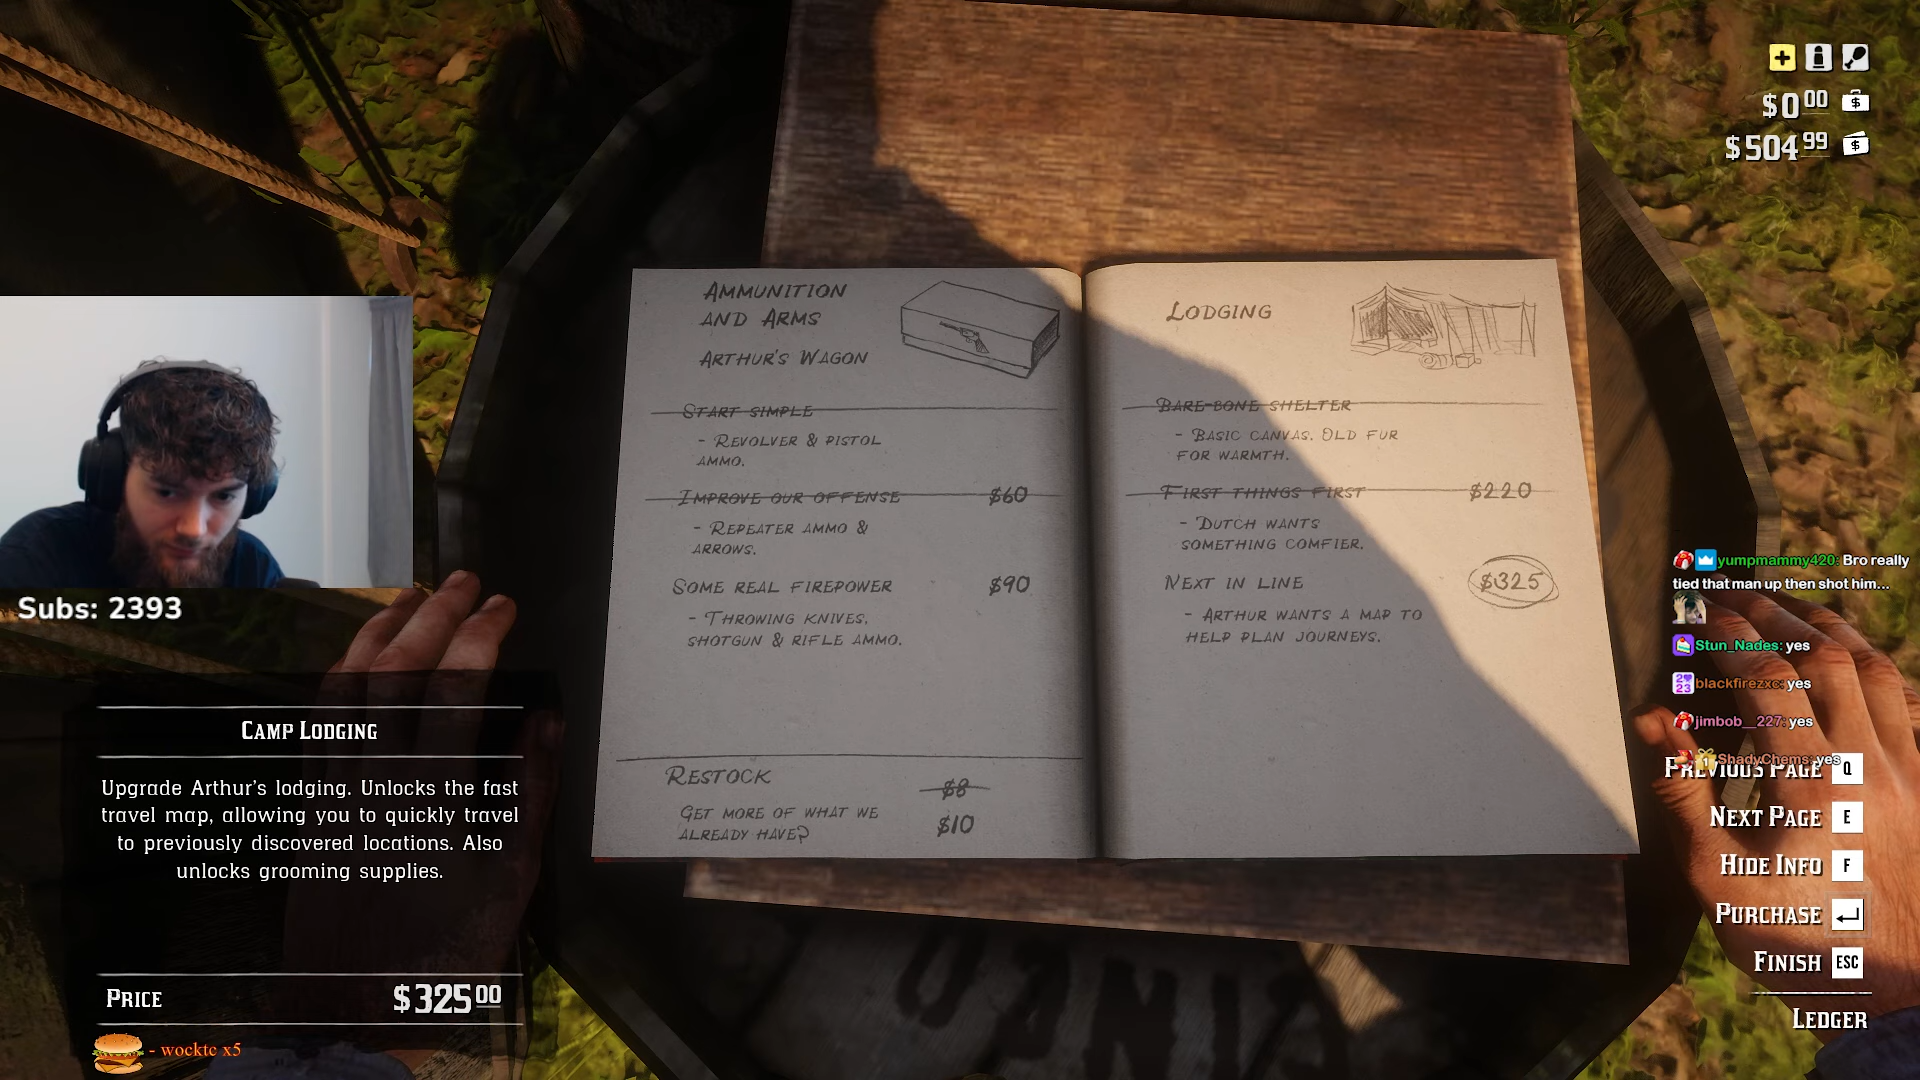 $0 00
$504 99
AMMUNITION
AND ARMS
ARTHUR'S WAGON
START SIMPLE
- REVOLVER & PISTOL
AMMO.
IMPROVE OUR OFFENSE $60
- REPEATER AMMO &
ARROWS.
SOME REAL FIREPOWER $90
- THROWING KNIVES,
SHOTGUN & RIFLE AMMO.
RESTOCK $8
GET MORE OF WHAT WE
ALREADY HAVE? $10
LODGING
BARE-BONE SHELTER
- BASIC CANVAS. OLD FUR
FOR WARMTH.
FIRST THINGS FIRST $220
- DUTCH WANTS
SOMETHING COMFIER.
NEXT IN LINE $325
- ARTHUR WANTS A MAP TO
HELP PLAN JOURNEYS.
Subs: 2393
CAMP LODGING
Upgrade Arthur's lodging. Unlocks the fast
travel map, allowing you to quickly travel
to previously discovered locations. Also
unlocks grooming supplies.
PRICE $325 00
- wocktc x5
yumpmammy420: Bro really
tied that man up then shot him...
Stun_Nades: yes
2 23 blackfirezxc: yes
jimbob__227: yes
1 ShadyChems: yes
PREVIOUS PAGE Q
NEXT PAGE E
HIDE INFO F
PURCHASE
FINISH ESC
LEDGER